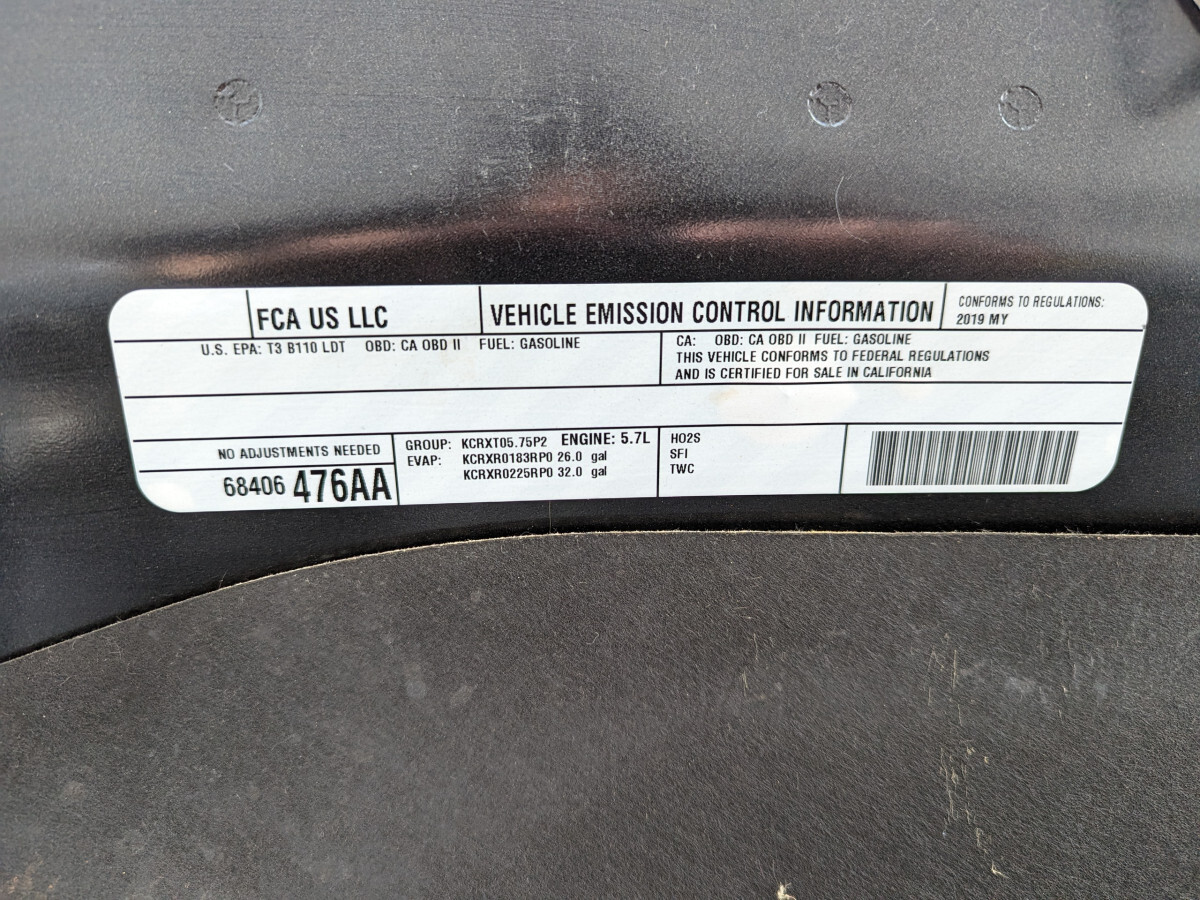 FCA US LLC
VEHICLE EMISSION CONTROL INFORMATION
CONFORMS TO REGULATIONS:
2019 MY
U.S. EPA: T3 B110 LDT OBD: CA OBD II FUEL: GASOLINE
CA: OBD: CA OBD II FUEL: GASOLINE
THIS VEHICLE CONFORMS TO FEDERAL REGULATIONS
AND IS CERTIFIED FOR SALE IN CALIFORNIA
NO ADJUSTMENTS NEEDED
68406 476AA
GROUP: KCRXT05.75P2 ENGINE: 5.7L
EVAP: KCRXR0183RP0 26.0 gal
KCRXR0225RP0 32.0 gal
HO2S
SFI
TWC